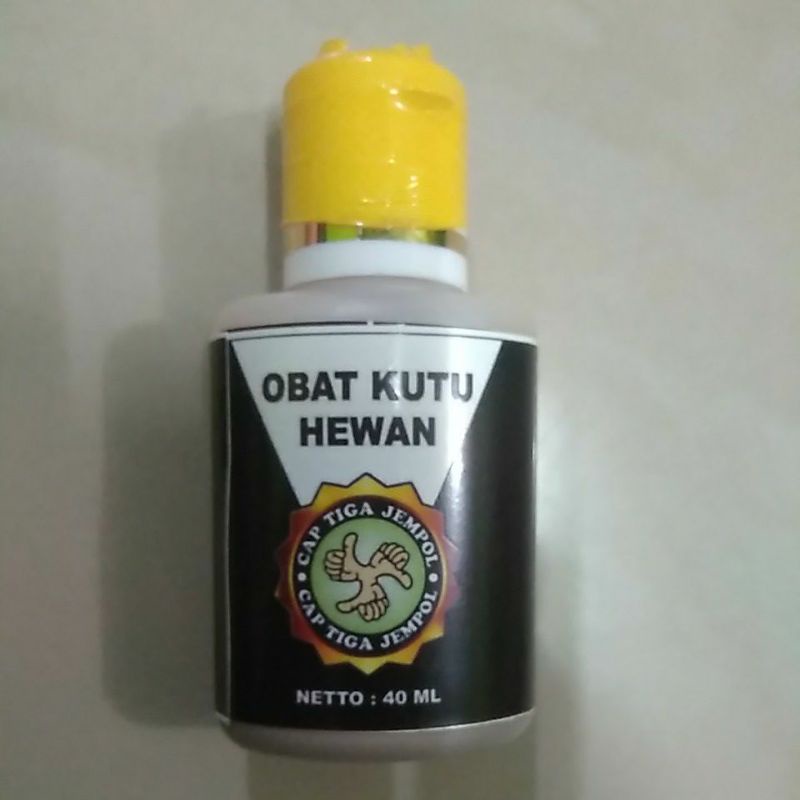 OBAT KUTU
HEWAN
CAP TIGA JEMPOL
CAP TIGA JEMPOL
NETTO : 40 ML